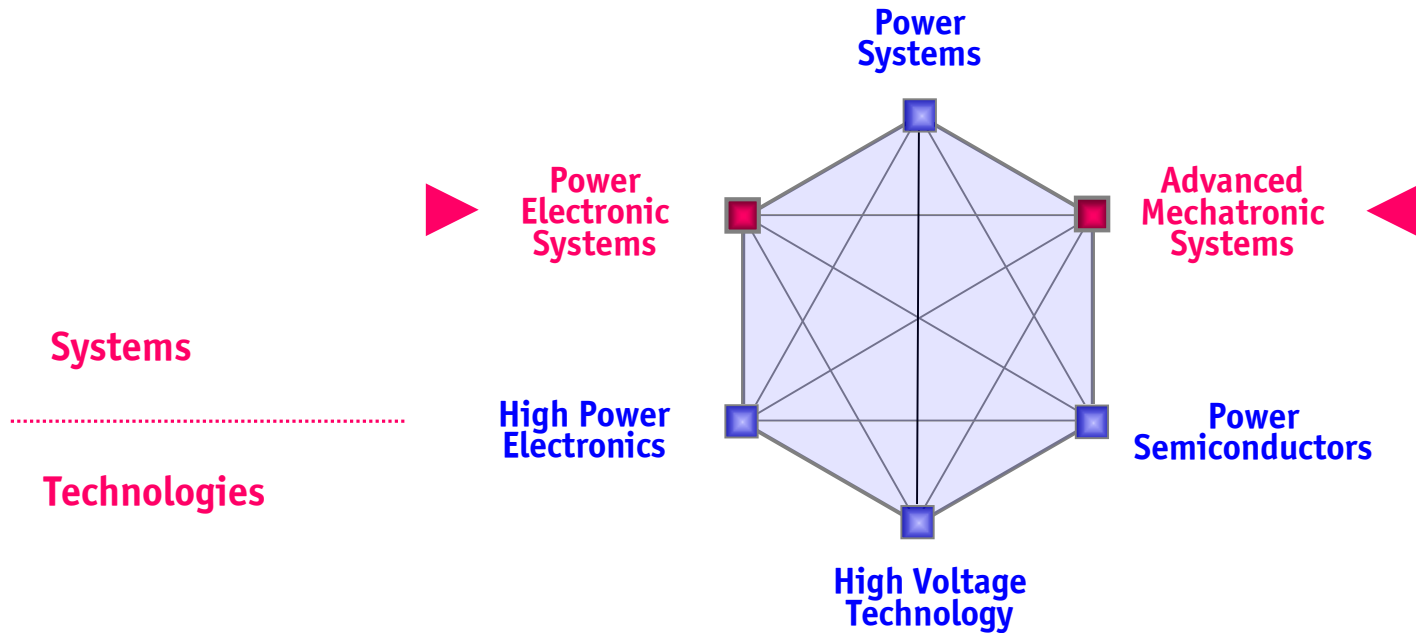 Power
Systems
Power
Electronic
Systems
Advanced
Mechatronic
Systems
Systems
High Power
Electronics
Power
Semiconductors
Technologies
High Voltage
Technology